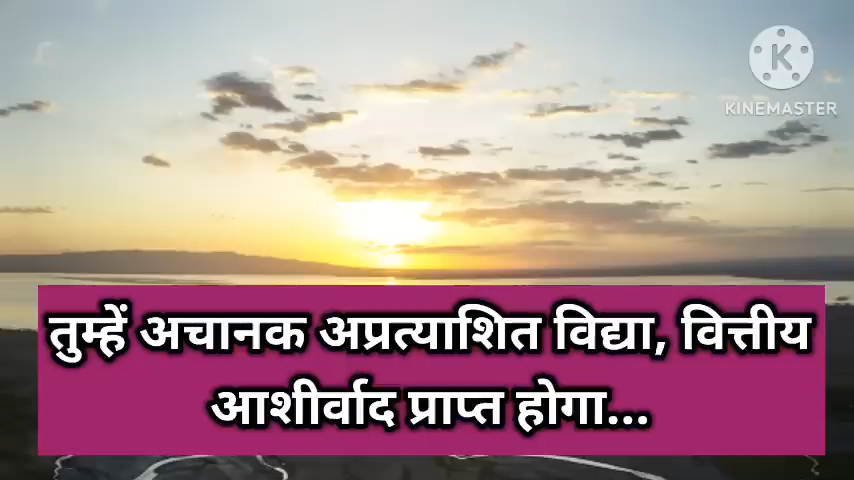 KINEMASTER
तुम्हें अचानक अप्रत्याशित विद्या, वित्तीय
आशीर्वाद प्राप्त होगा...